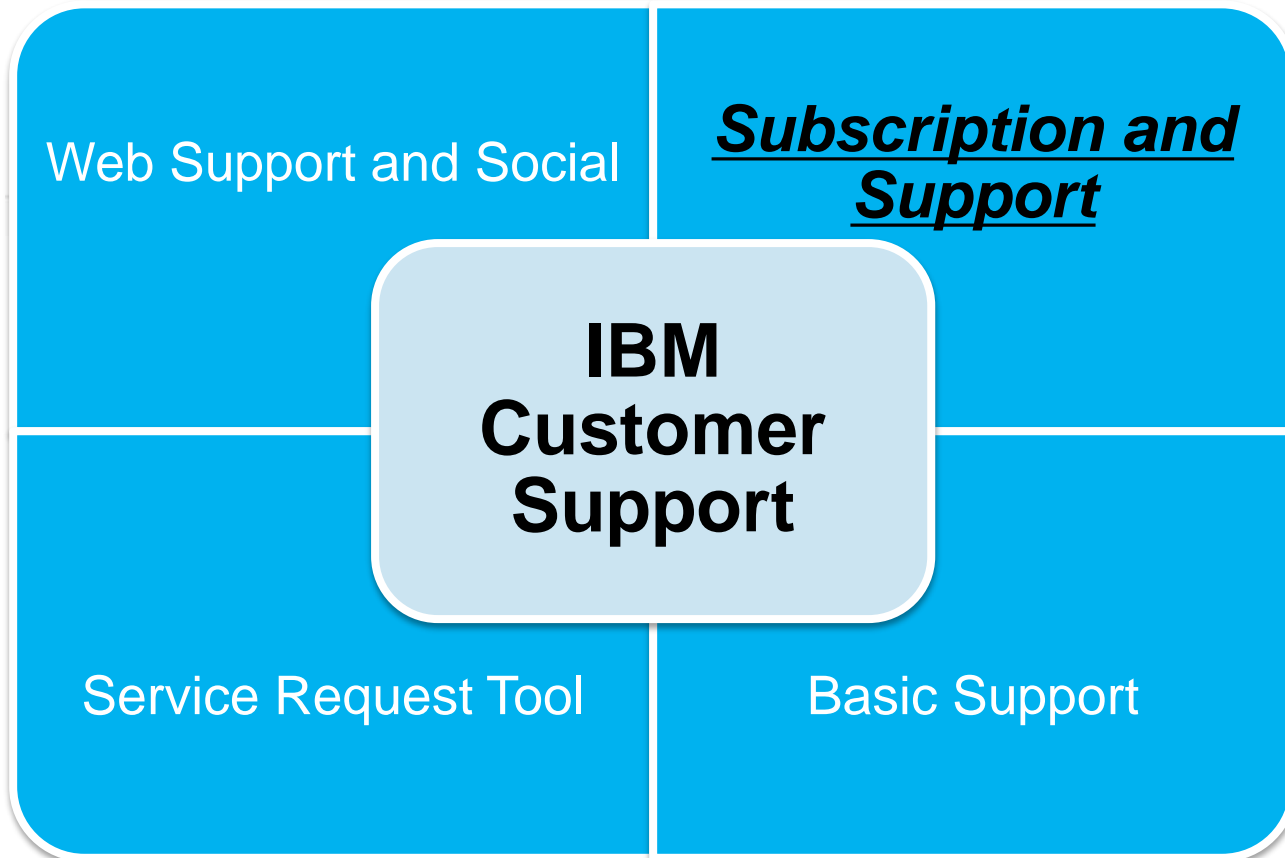 Web Support and Social
Subscription and
Support
IBM
Customer
Support
Service Request Tool
Basic Support